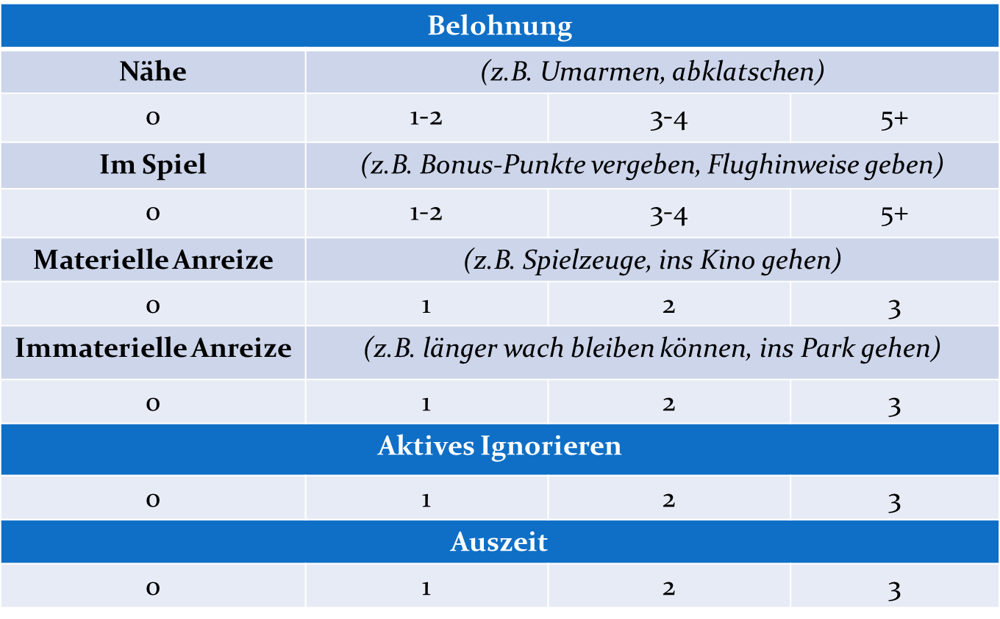 Belohnung
Nähe (z.B. Umarmen, abklatschen)
0 1-2 3-4 5+
Im Spiel (z.B. Bonus-Punkte vergeben, Flughinweise geben)
0 1-2 3-4 5+
Materielle Anreize (z.B. Spielzeuge, ins Kino gehen)
0 1 2 3
Immaterielle Anreize (z.B. länger wach bleiben können, ins Park gehen)
0 1 2 3
Aktives Ignorieren
0 1 2 3
Auszeit
0 1 2 3